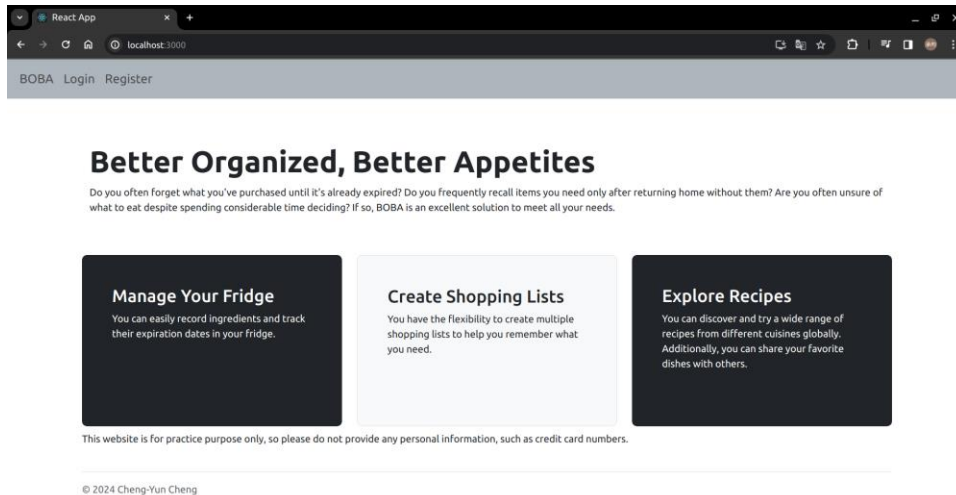 React App
localhost:3000
BOBA Login Register
Better Organized, Better Appetites
Do you often forget what you've purchased until it's already expired? Do you frequently recall items you need only after returning home without them? Are you often unsure of
what to eat despite spending considerable time deciding? If so, BOBA is an excellent solution to meet all your needs.
Manage Your Fridge
You can easily record ingredients and track
their expiration dates in your fridge.
Create Shopping Lists
You have the flexibility to create multiple
shopping lists to help you remember what
you need.
Explore Recipes
You can discover and try a wide range of
recipes from different cuisines globally.
Additionally, you can share your favorite
dishes with others.
This website is for practice purpose only, so please do not provide any personal information, such as credit card numbers.
© 2024 Cheng-Yun Cheng